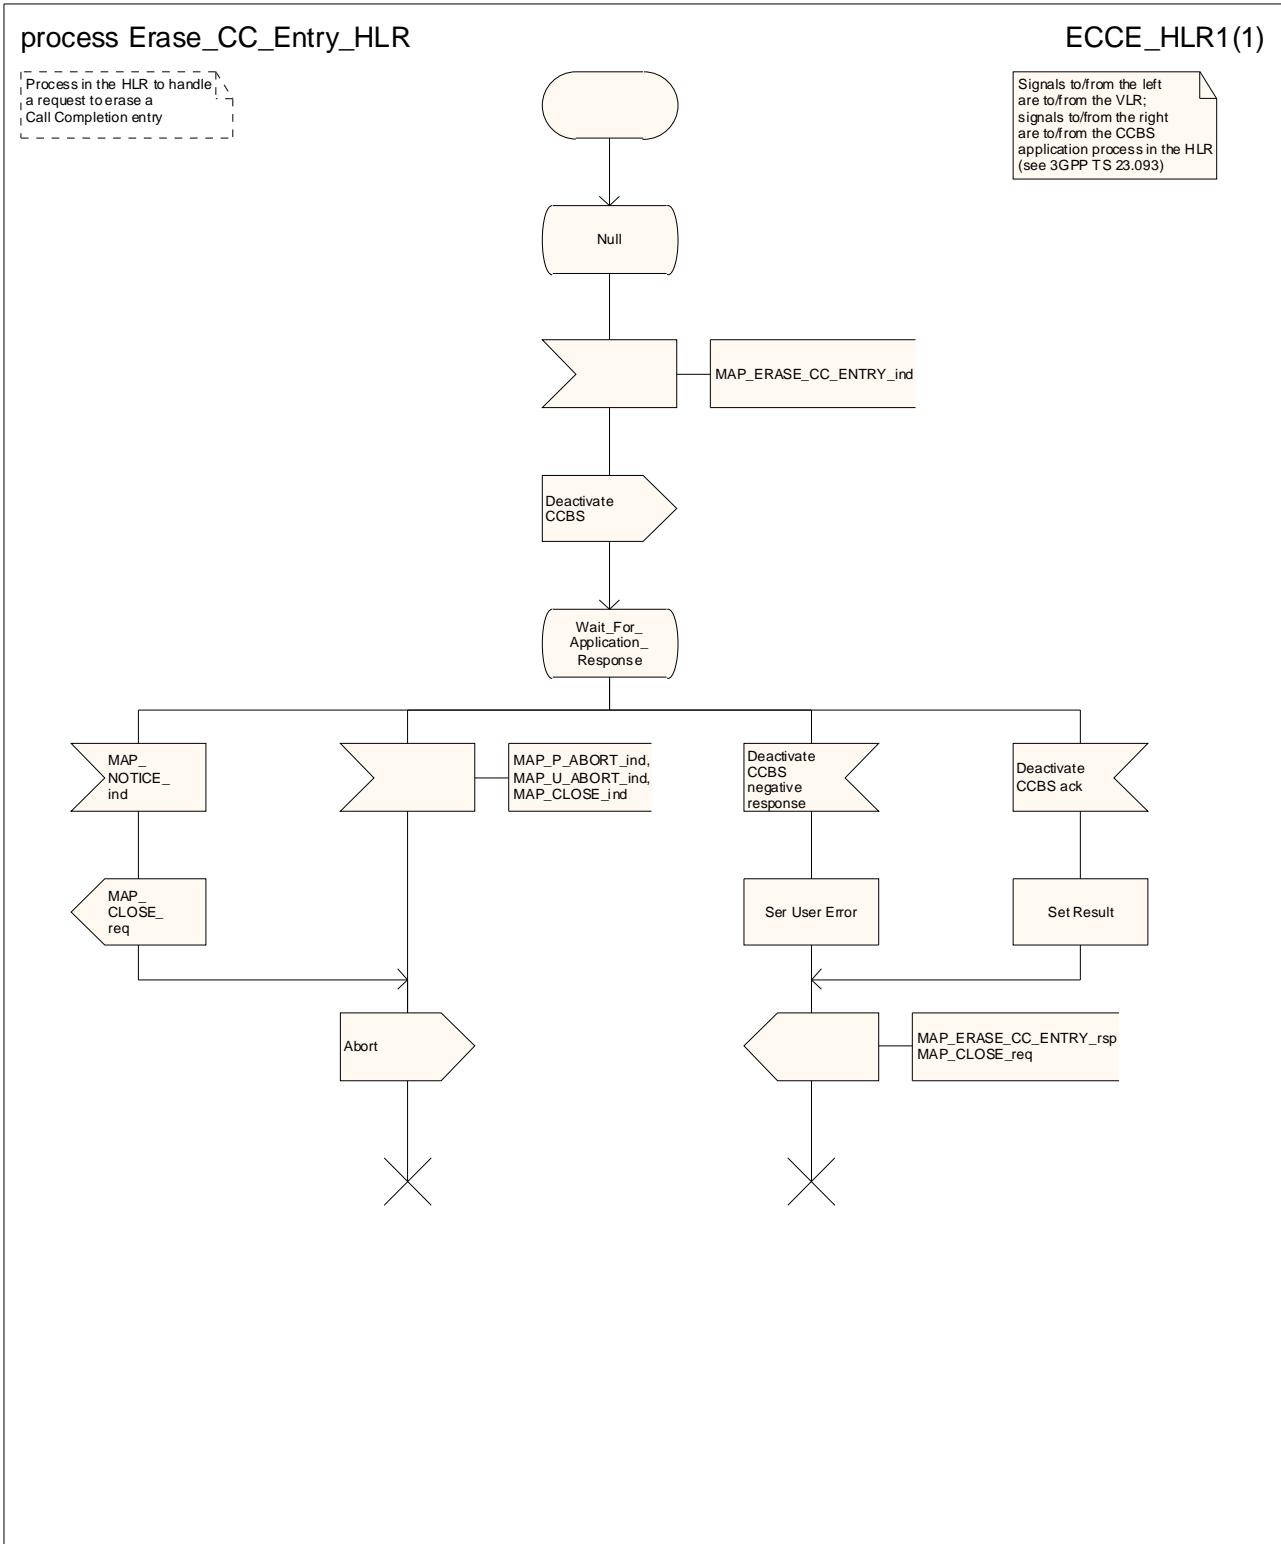 process Erase_CC_Entry_HLR
ECCE_HLR1(1)
Process in the HLR to handle
a request to erase a
Call Completion entry
Signals to/from the left
are to/from the VLR;
signals to/from the right
are to/from the CCBS
application process in the HLR
(see 3GPP TS 23.093)
Null
MAP_ERASE_CC_ENTRY_ind
Deactivate
CCBS
Wait_For_
Application_
Response
MAP_
NOTICE_
ind
MAP_P_ABORT_ind,
MAP_U_ABORT_ind,
MAP_CLOSE_ind
Deactivate
CCBS
negative
response
Deactivate
CCBS ack
MAP_
CLOSE_
req
Ser User Error
Set Result
Abort
MAP_ERASE_CC_ENTRY_rsp
MAP_CLOSE_req